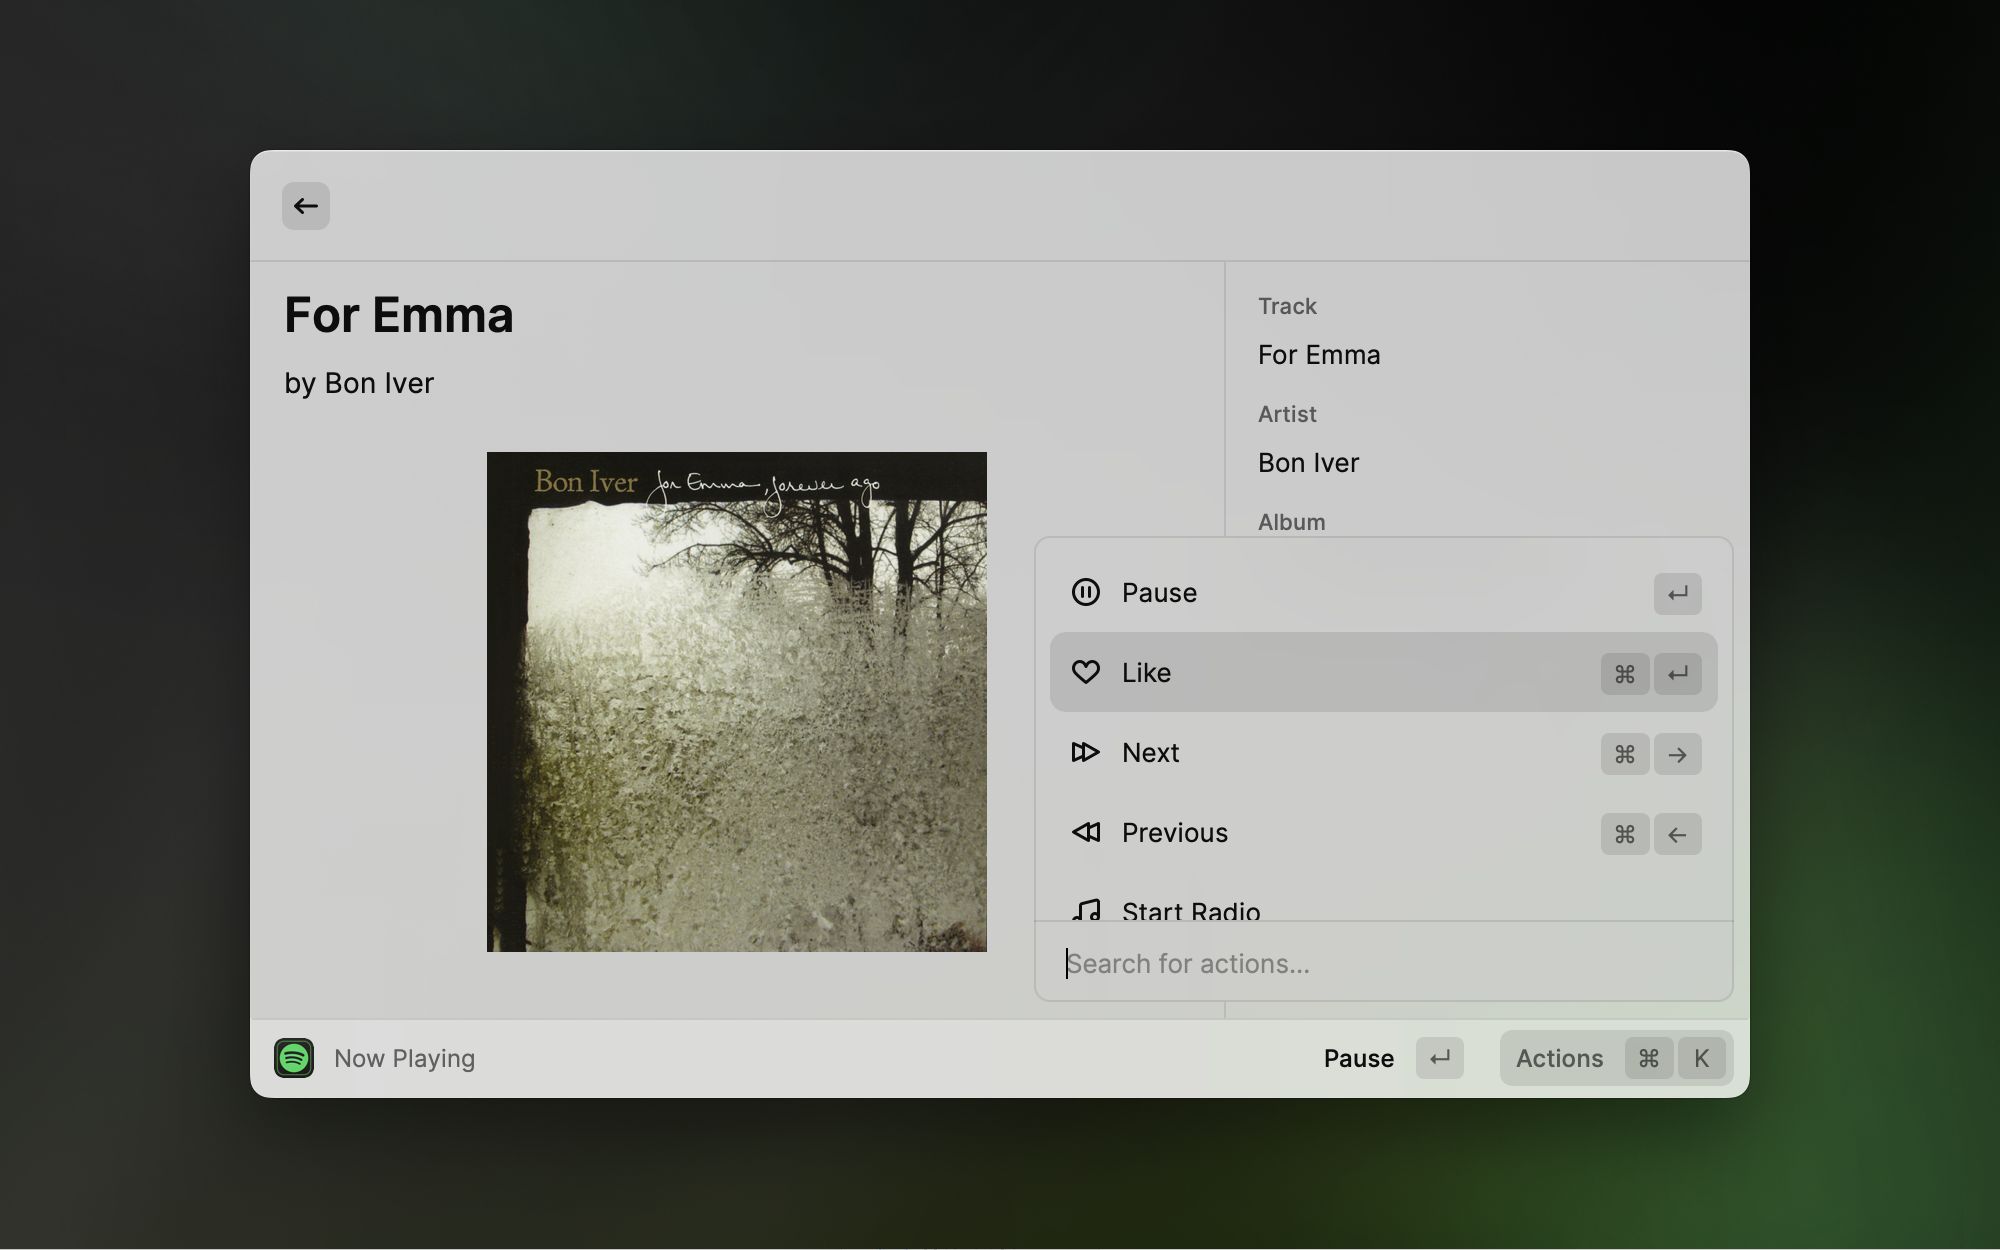 For Emma
by Bon Iver
Bon Iver for Emma, forever ago
Track
For Emma
Artist
Bon Iver
Album
Pause
Like ⌘
Next ⌘ →
Previous ⌘ ←
Start Radio
Search for actions...
Now Playing
Pause
Actions ⌘ K